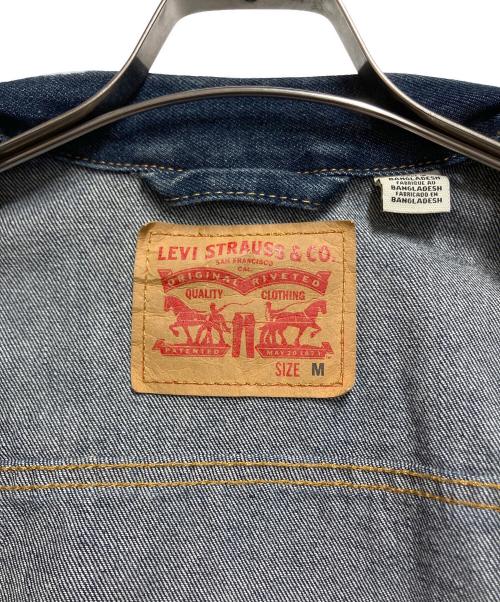 BANGLADESH
FABRIQUÉ AU
BANGLADESH
FABRICADO EN
BANGLADESH
LEVI STRAUSS & CO.
SAN FRANCISCO
CAL.
ORIGINAL RIVETED
QUALITY CLOTHING
PATENTED MAY 20 1873
SIZE M